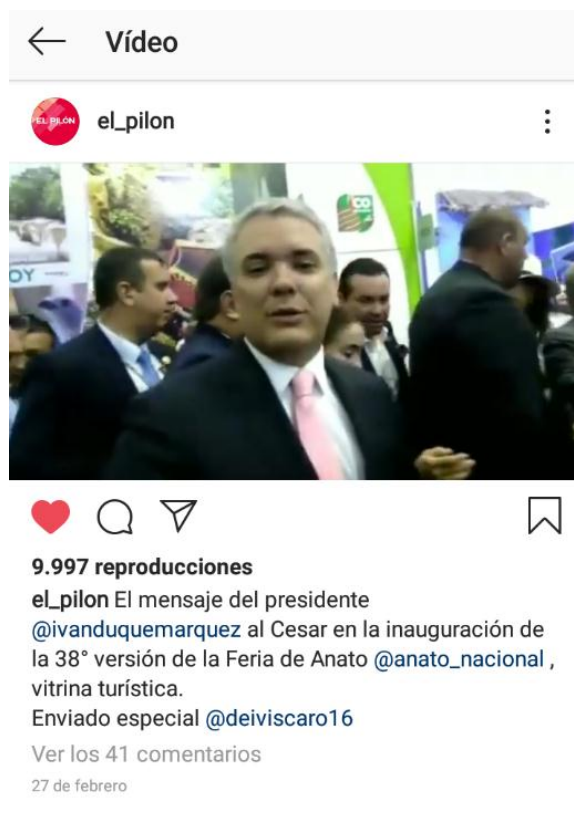 Vídeo
EL PILÓN
el_pilon
CO
OY
9.997 reproducciones
el_pilon El mensaje del presidente
@ivanduquemarquez al Cesar en la inauguración de
la 38° versión de la Feria de Anato @anato_nacional ,
vitrina turística.
Enviado especial @deiviscaro16
Ver los 41 comentarios
27 de febrero